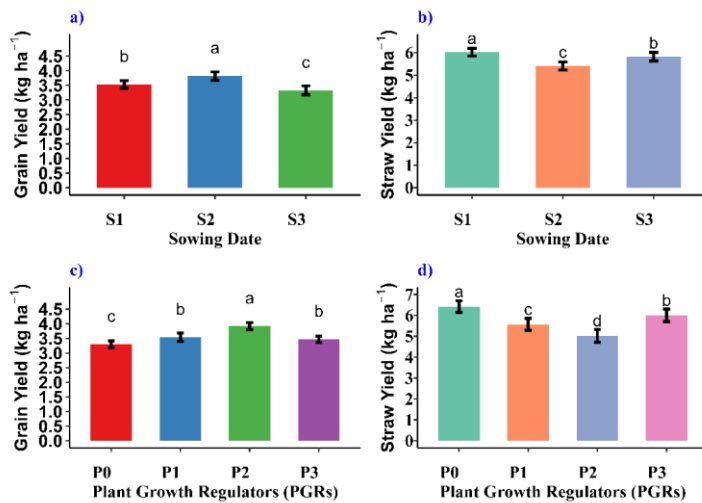 a)
Grain Yield (kg ha⁻¹)
4.5
4.0
3.5
3.0
2.5
2.0
1.5
1.0
0.5
0.0
b
a
c
S1 S2 S3
Sowing Date
b)
Straw Yield (kg ha⁻¹)
6
5
4
3
2
1
0
a
c
b
S1 S2 S3
Sowing Date
c)
Grain Yield (kg ha⁻¹)
4.5
4.0
3.5
3.0
2.5
2.0
1.5
1.0
0.5
0.0
c
b
a
b
P0 P1 P2 P3
Plant Growth Regulators (PGRs)
d)
Straw Yield (kg ha⁻¹)
7
6
5
4
3
2
1
0
a
c
d
b
P0 P1 P2 P3
Plant Growth Regulators (PGRs)